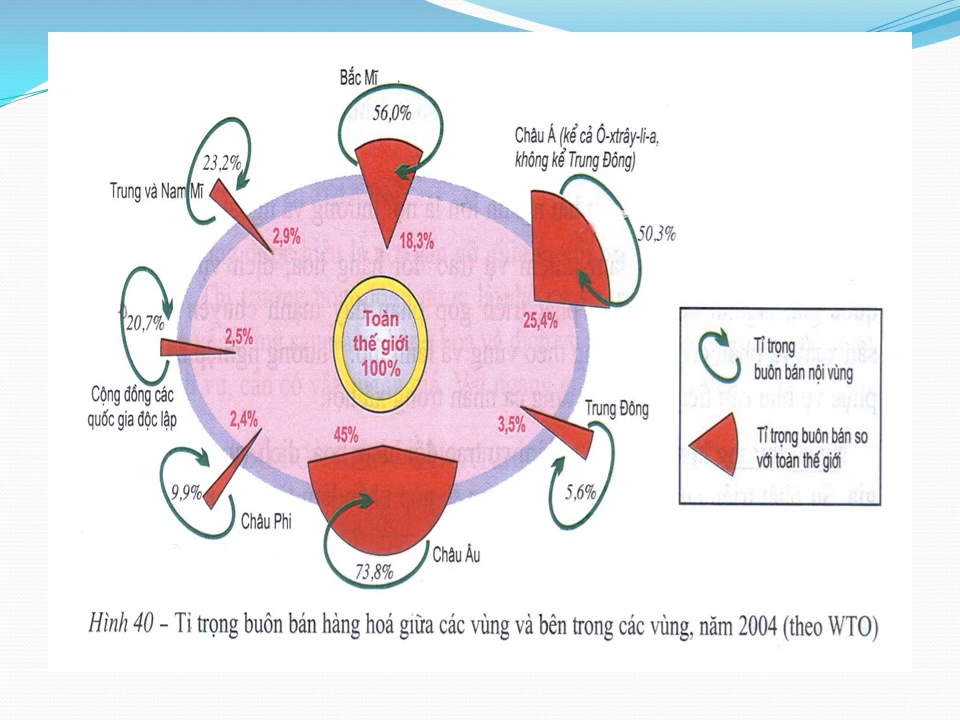 Bắc Mĩ
56,0%
Châu Á (kể cả Ô-xtrây-li-a,
không kể Trung Đông)
23,2%
Trung và Nam Mĩ
2,9%
18,3%
50,3%
25,4%
20,7%
2,5%
Toàn
thế giới
100%
Tỉ trọng
buôn bán nội vùng
Cộng đồng các
quốc gia độc lập
2,4%
45%
3,5%
Trung Đông
Tỉ trọng buôn bán so
với toàn thế giới
9,9%
Châu Phi
5,6%
Châu Âu
73,8%
Hình 40 – Tỉ trọng buôn bán hàng hoá giữa các vùng và bên trong các vùng, năm 2004 (theo WTO)